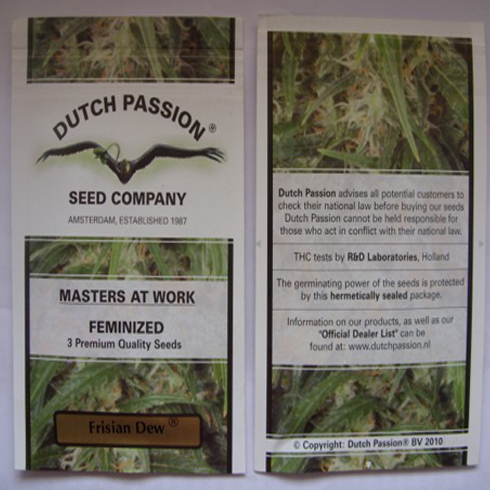 DUTCH PASSION®
SEED COMPANY
AMSTERDAM, ESTABLISHED 1987
MASTERS AT WORK
FEMINIZED
3 Premium Quality Seeds
Frisian Dew®
Dutch Passion advises all potential customers to
check their national law before buying our seeds
Dutch Passion cannot be held responsible for
those who act in conflict with their national law.
THC tests by R&D Laboratories, Holland
The germinating power of the seeds is protected
by this hermetically sealed package.
Information on our products, as well as our
"Official Dealer List" can be
found at: www.dutchpassion.nl
© Copyright: Dutch Passion® BV 2010